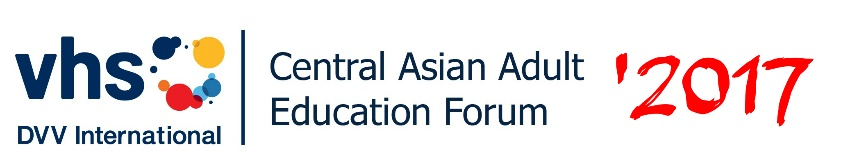 vhs
DVV International
Central Asian Adult
Education Forum
'2017